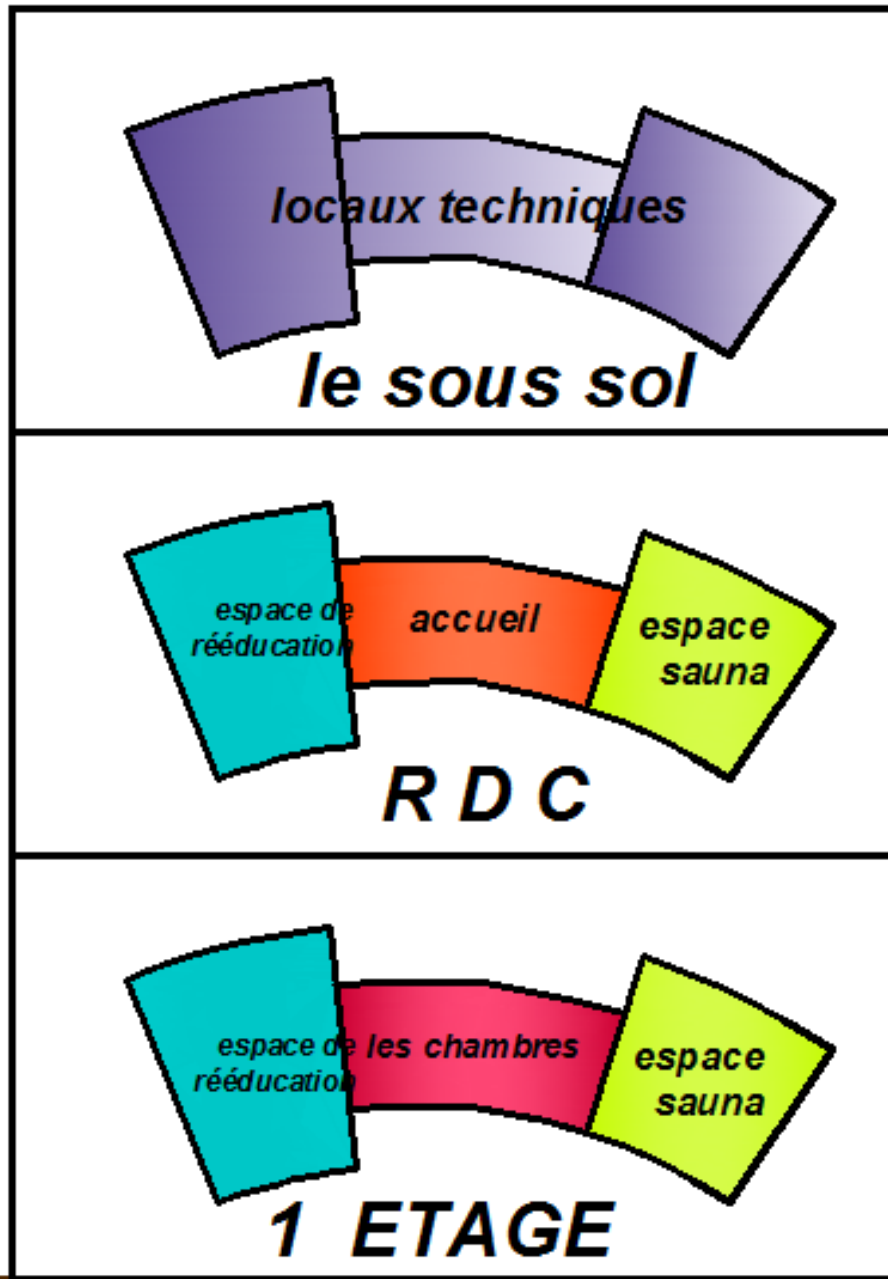 locaux techniques
le sous sol
espace de
rééducation
accueil
espace
sauna
R D C
espace de
rééducation
les chambres
espace
sauna
1 ETAGE